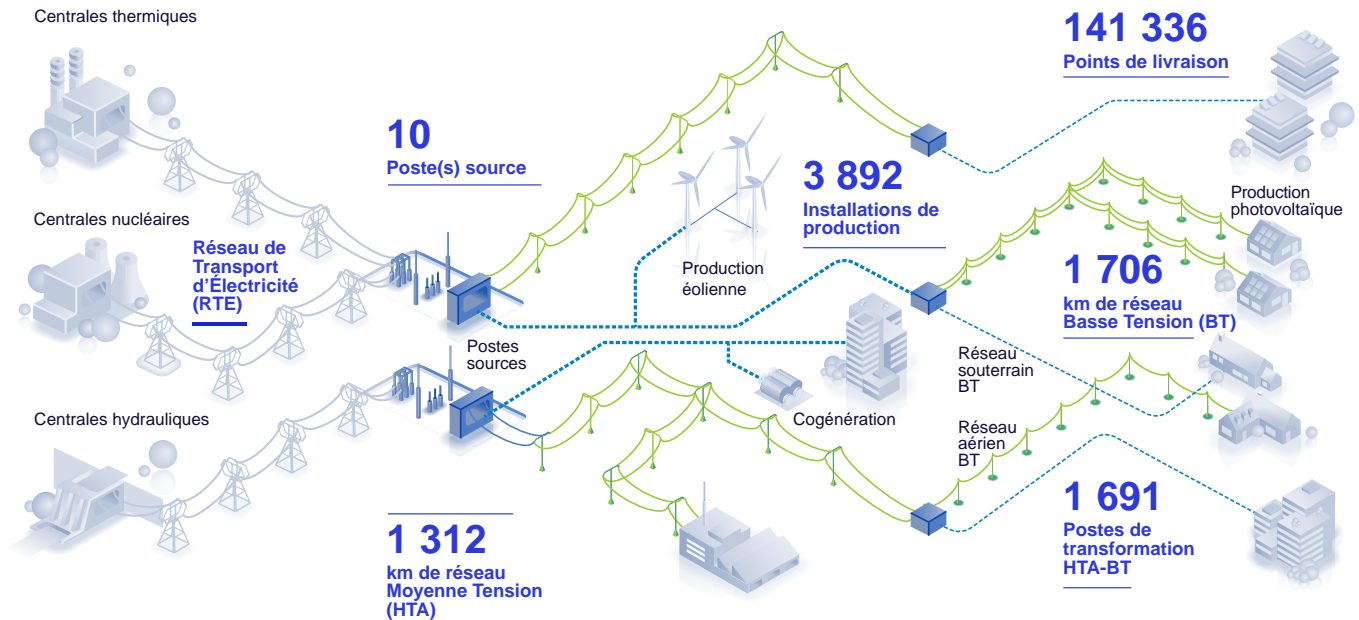 Centrales thermiques
141 336
Points de livraison
10
Poste(s) source
3 892
Installations de
production
Production
photovoltaïque
Centrales nucléaires
Réseau de
Transport
d'Électricité
(RTE)
Production
éolienne
1 706
km de réseau
Basse Tension (BT)
Postes
sources
Réseau
souterrain
BT
Centrales hydrauliques
Cogénération
Réseau
aérien
BT
1 312
km de réseau
Moyenne Tension
(HTA)
1 691
Postes de
transformation
HTA-BT